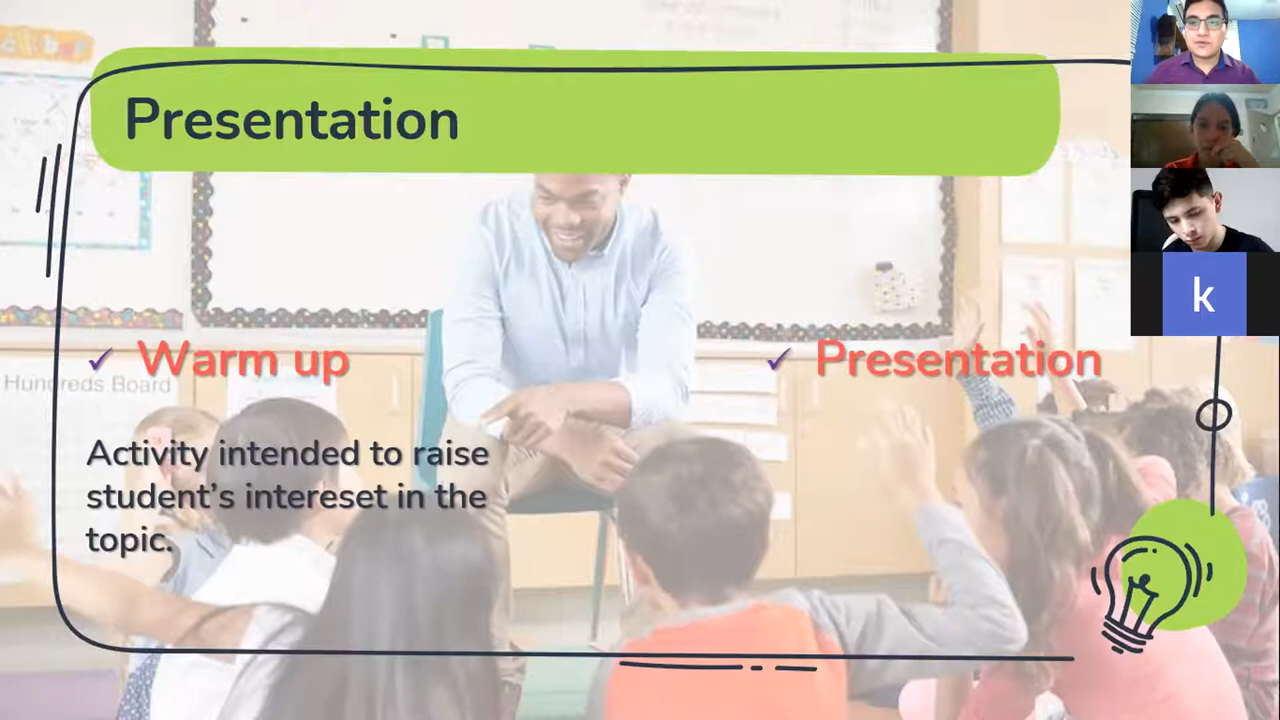 Presentation
k
Warm up
Presentation
Hundreds Board
Activity intended to raise
student's intereset in the
topic.